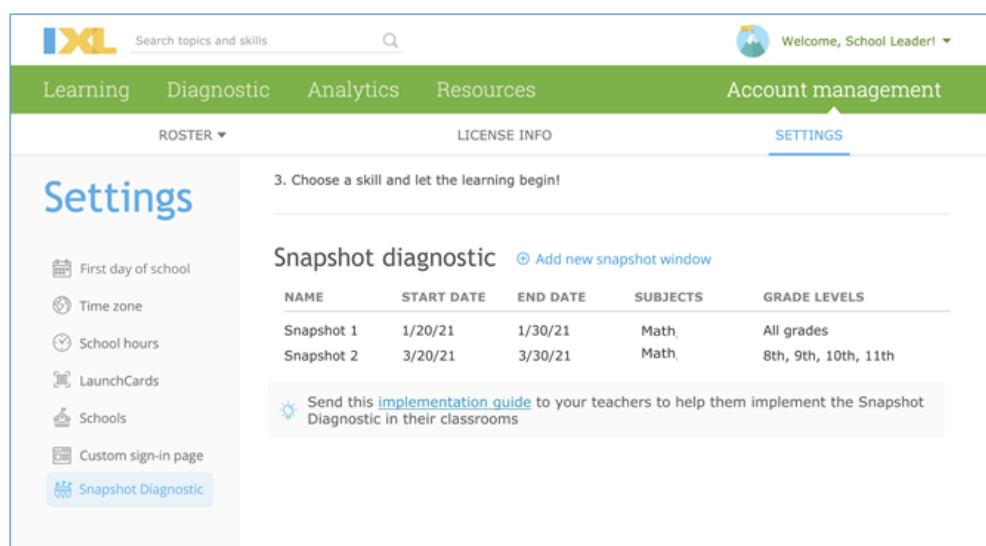 IXL Search topics and skills Welcome, School Leader!
Learning Diagnostic Analytics Resources Account management
ROSTER LICENSE INFO SETTINGS
Settings
First day of school
Time zone
School hours
LaunchCards
Schools
Custom sign-in page
Snapshot Diagnostic
3. Choose a skill and let the learning begin!
Snapshot diagnostic Add new snapshot window
NAME START DATE END DATE SUBJECTS GRADE LEVELS
Snapshot 1 1/20/21 1/30/21 Math, All grades
Snapshot 2 3/20/21 3/30/21 Math, 8th, 9th, 10th, 11th
Send this implementation guide to your teachers to help them implement the Snapshot
Diagnostic in their classrooms